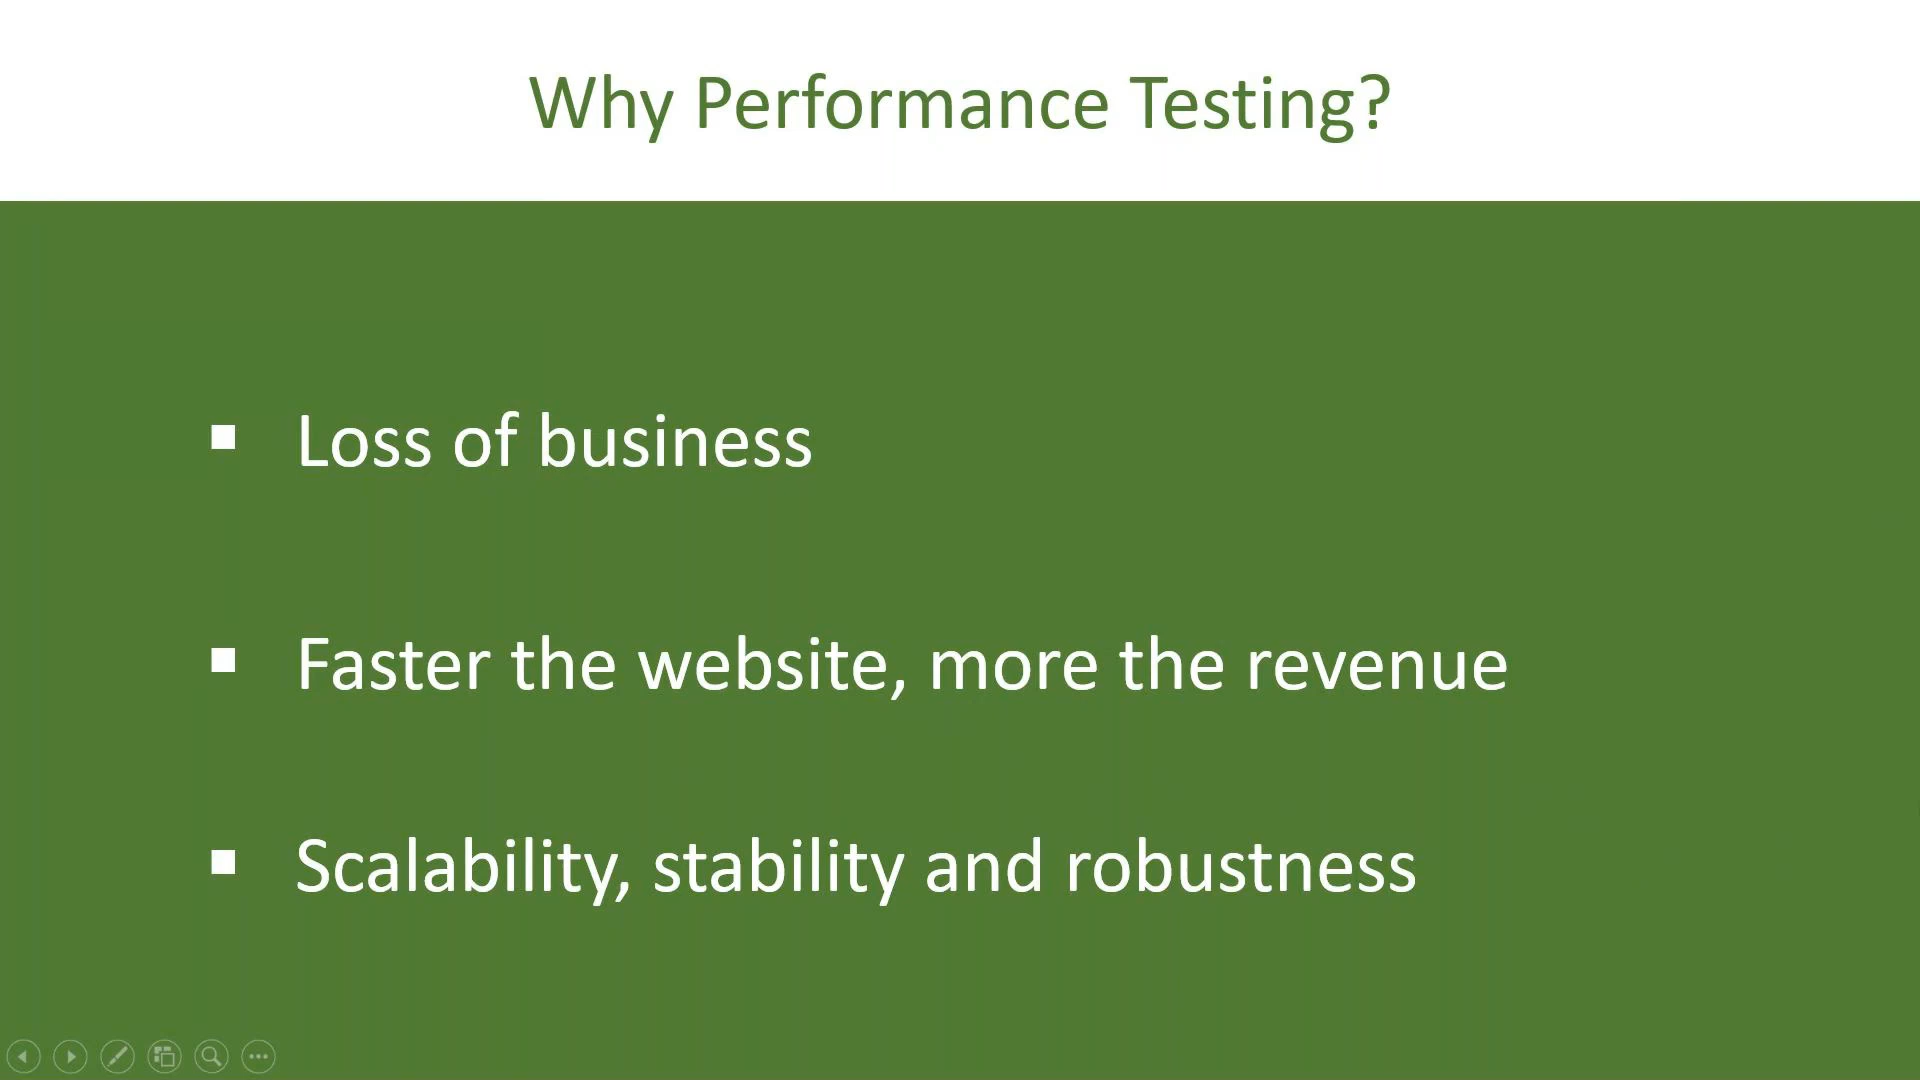 Why Performance Testing?
▪ Loss of business
▪ Faster the website, more the revenue
▪ Scalability, stability and robustness